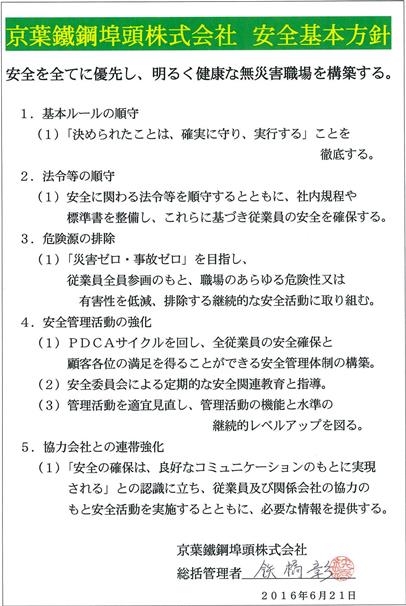 京葉鐵鋼埠頭株式会社 安全基本方針
安全を全てに優先し、明るく健康な無災害職場を構築する。
1．基本ルールの順守
(1)「決められたことは、確実に守り、実行する」ことを
徹底する。
2．法令等の順守
(1) 安全に関わる法令等を順守するとともに、社内規程や
標準書を整備し、これらに基づき従業員の安全を確保する。
3．危険源の排除
(1)「災害ゼロ・事故ゼロ」を目指し、
従業員全員参画のもと、職場のあらゆる危険性又は
有害性を低減、排除する継続的な安全活動に取り組む。
4．安全管理活動の強化
(1) PDCAサイクルを回し、全従業員の安全確保と
顧客各位の満足を得ることができる安全管理体制の構築。
(2) 安全委員会による定期的な安全関連教育と指導。
(3) 管理活動を適宜見直し、管理活動の機能と水準の
継続的レベルアップを図る。
5．協力会社との連帯強化
(1)「安全の確保は、良好なコミュニケーションのもとに実現
される」との認識に立ち、従業員及び関係会社の協力の
もと安全活動を実施するとともに、必要な情報を提供する。
京葉鐵鋼埠頭株式会社
総括管理者
2016年6月21日